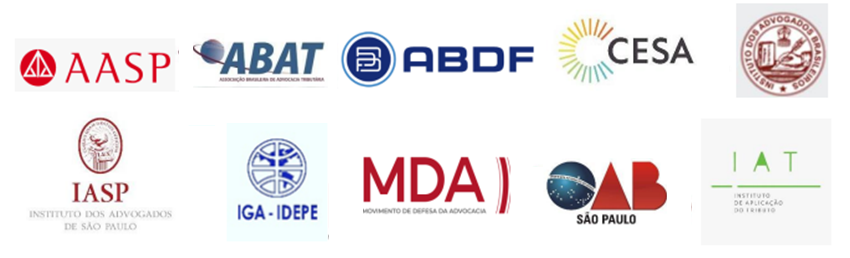 AASP
ABAT
ASSOCIAÇÃO BRASILEIRA DE ADVOCACIA TRIBUTÁRIA
ABDF
CESA
INSTITUTO DOS ADVOGADOS BRASILEIROS
IASP
INSTITUTO DOS ADVOGADOS
DE SÃO PAULO
IGA - IDEPE
MDA
MOVIMENTO DE DEFESA DA ADVOCACIA
OAB
SÃO PAULO
IAT
INSTITUTO
DE APLICAÇÃO
DO TRIBUTO